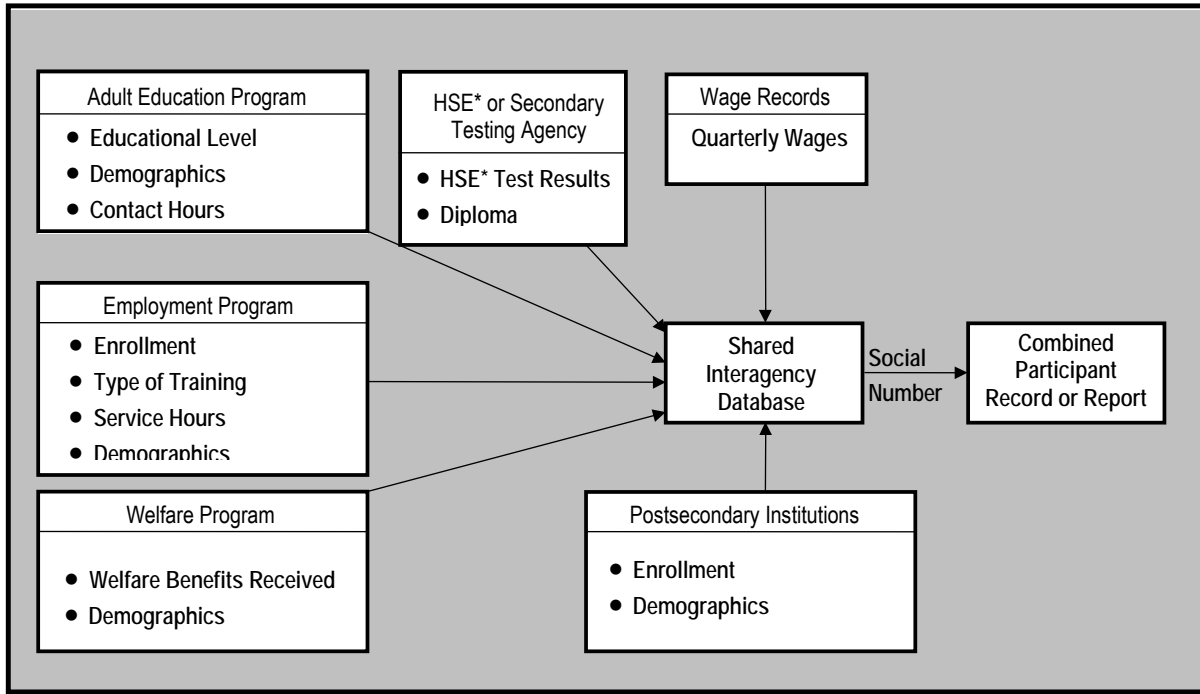 Adult Education Program
● Educational Level
● Demographics
● Contact Hours
HSE* or Secondary
Testing Agency
● HSE* Test Results
● Diploma
Wage Records
Quarterly Wages
Employment Program
● Enrollment
● Type of Training
● Service Hours
● Demographics
Shared
Interagency
Database
Social
Number
Combined
Participant
Record or Report
Welfare Program
● Welfare Benefits Received
● Demographics
Postsecondary Institutions
● Enrollment
● Demographics